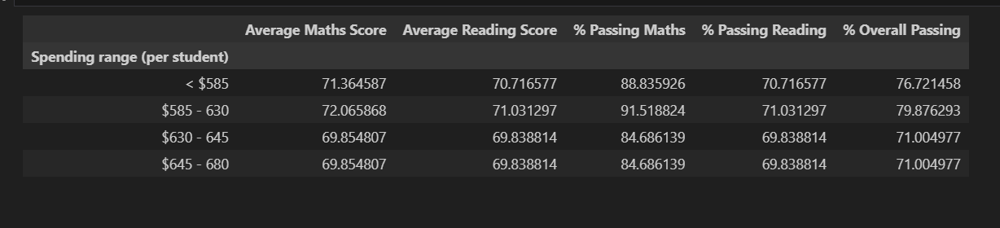 Average Maths Score Average Reading Score % Passing Maths % Passing Reading % Overall Passing
Spending range (per student)
< $585 71.364587 70.716577 88.835926 70.716577 76.721458
$585 - 630 72.065868 71.031297 91.518824 71.031297 79.876293
$630 - 645 69.854807 69.838814 84.686139 69.838814 71.004977
$645 - 680 69.854807 69.838814 84.686139 69.838814 71.004977